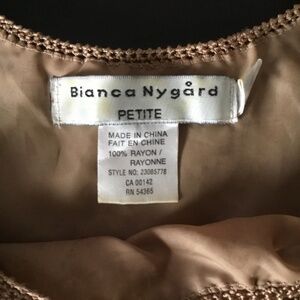 Bianca Nygård
PETITE
MADE IN CHINA
FAIT EN CHINE
100% RAYON /
RAYONNE
STYLE NO: 23085778
CA 00142
RN 54365